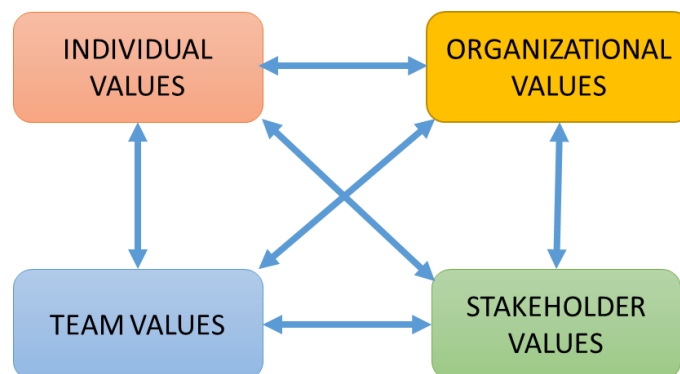 INDIVIDUAL
VALUES
ORGANIZATIONAL
VALUES
TEAM VALUES
STAKEHOLDER
VALUES